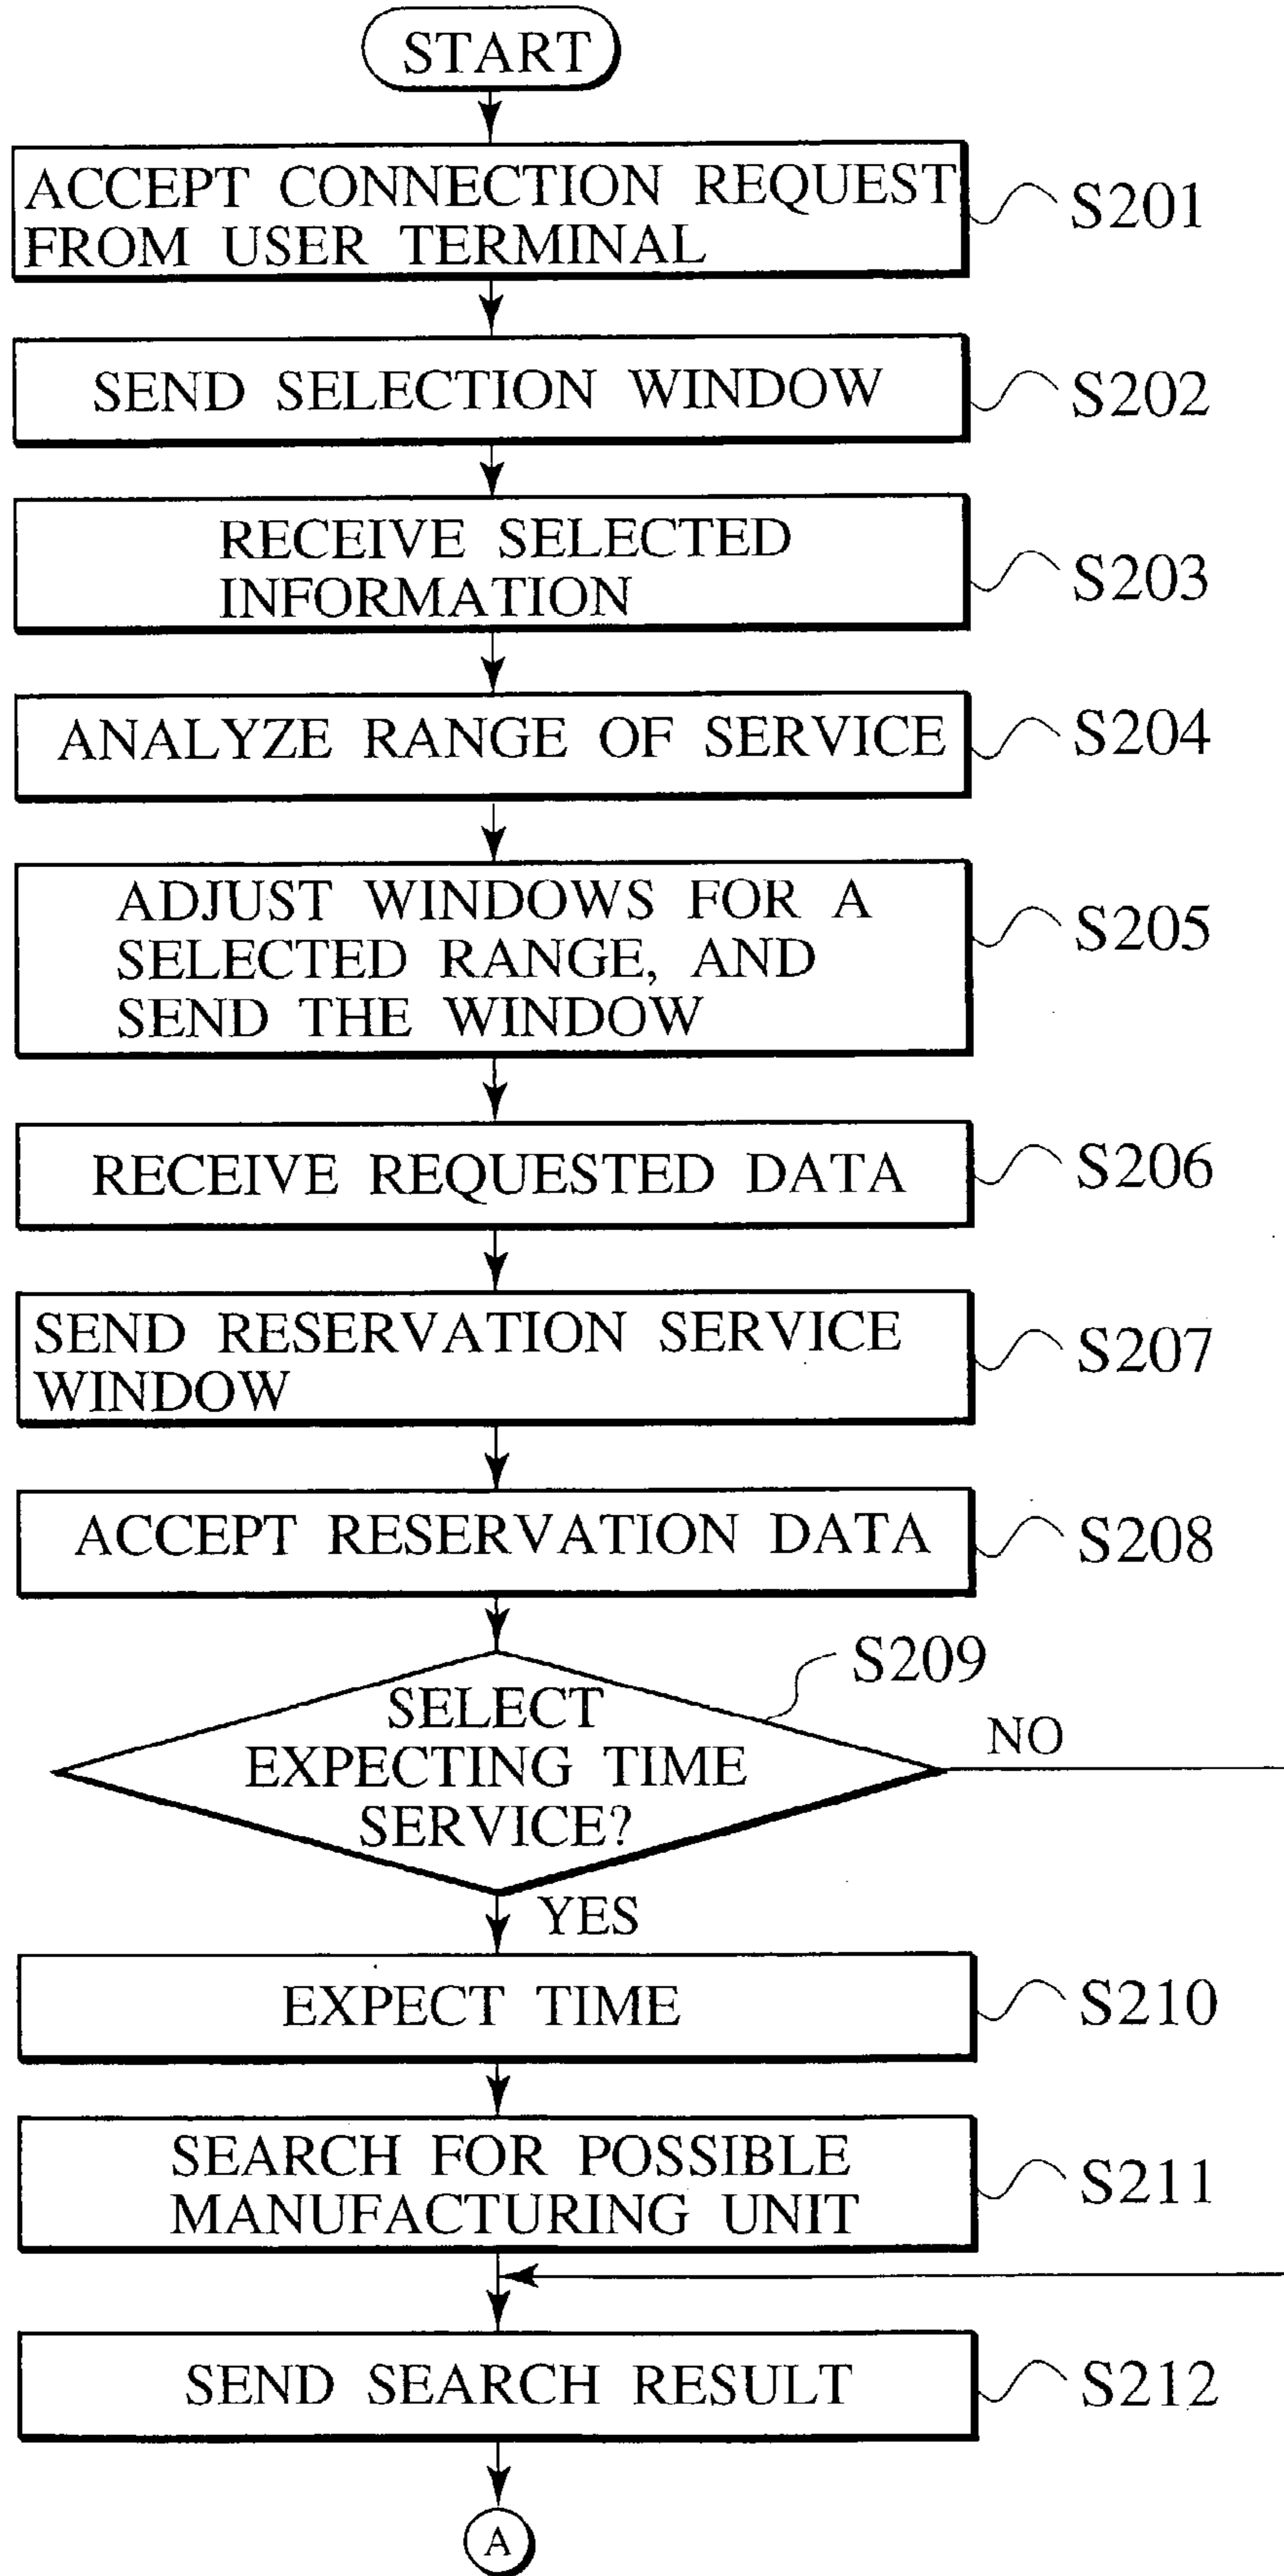 START
ACCEPT CONNECTION REQUEST
FROM USER TERMINAL
S201
SEND SELECTION WINDOW
S202
RECEIVE SELECTED
INFORMATION
S203
ANALYZE RANGE OF SERVICE
S204
ADJUST WINDOWS FOR A
SELECTED RANGE, AND
SEND THE WINDOW
S205
RECEIVE REQUESTED DATA
S206
SEND RESERVATION SERVICE
WINDOW
S207
ACCEPT RESERVATION DATA
S208
S209
SELECT
EXPECTING TIME
SERVICE?
NO
YES
EXPECT TIME
S210
SEARCH FOR POSSIBLE
MANUFACTURING UNIT
S211
SEND SEARCH RESULT
S212
A